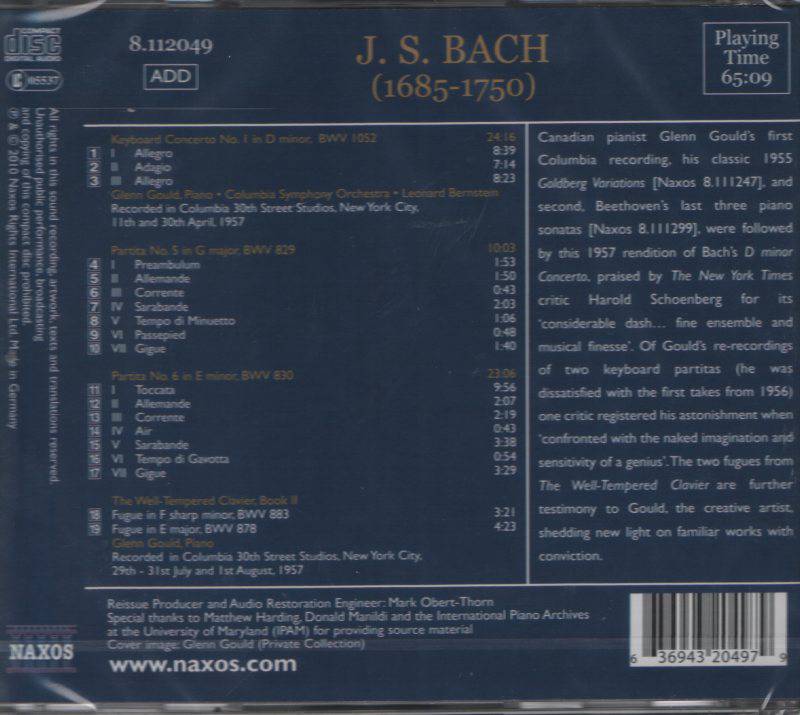 COMPACT
disc
DIGITAL AUDIO
LC 05537
8.112049
ADD
J. S. BACH
(1685-1750)
Playing
Time
65:09
All rights in this sound recording, artwork, texts and translations reserved.
Unauthorised public performance, broadcasting
and copying of this compact disc prohibited.
℗ & © 2010 Naxos Rights International Ltd. Made in Germany
Keyboard Concerto No. 1 in D minor, BWV 1052 24:16
1 I Allegro 8:39
2 II Adagio 7:14
3 III Allegro 8:23
Glenn Gould, Piano • Columbia Symphony Orchestra • Leonard Bernstein
Recorded in Columbia 30th Street Studios, New York City,
11th and 30th April, 1957
Partita No. 5 in G major, BWV 829 10:03
4 I Preambulum 1:53
5 II Allemande 1:50
6 III Corrente 0:43
7 IV Sarabande 2:03
8 V Tempo di Minuetto 1:06
9 VI Passepied 0:48
10 VII Gigue 1:40
Partita No. 6 in E minor, BWV 830 23:06
11 I Toccata 9:56
12 II Allemande 2:07
13 III Corrente 2:19
14 IV Air 0:43
15 V Sarabande 3:38
16 VI Tempo di Gavotta 0:54
17 VII Gigue 3:29
The Well-Tempered Clavier, Book II
18 Fugue in F sharp minor, BWV 883 3:21
19 Fugue in E major, BWV 878 4:23
Glenn Gould, Piano
Recorded in Columbia 30th Street Studios, New York City,
29th - 31st July and 1st August, 1957
Canadian pianist Glenn Gould's first
Columbia recording, his classic 1955
Goldberg Variations [Naxos 8.111247], and
second, Beethoven's last three piano
sonatas [Naxos 8.111299], were followed
by this 1957 rendition of Bach's D minor
Concerto, praised by The New York Times
critic Harold Schoenberg for its
'considerable dash... fine ensemble and
musical finesse'. Of Gould's re-recordings
of two keyboard partitas (he was
dissatisfied with the first takes from 1956)
one critic registered his astonishment when
'confronted with the naked imagination and
sensitivity of a genius'. The two fugues from
The Well-Tempered Clavier are further
testimony to Gould, the creative artist,
shedding new light on familiar works with
conviction.
Reissue Producer and Audio Restoration Engineer: Mark Obert-Thorn
Special thanks to Matthew Harding, Donald Manildi and the International Piano Archives
at the University of Maryland (IPAM) for providing source material
Cover image: Glenn Gould (Private Collection)
NAXOS
www.naxos.com
6 36943 20497 9